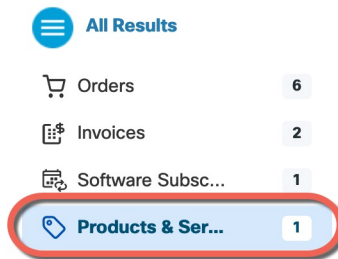 All Results
Orders 6
Invoices 2
Software Subsc... 1
Products & Ser... 1